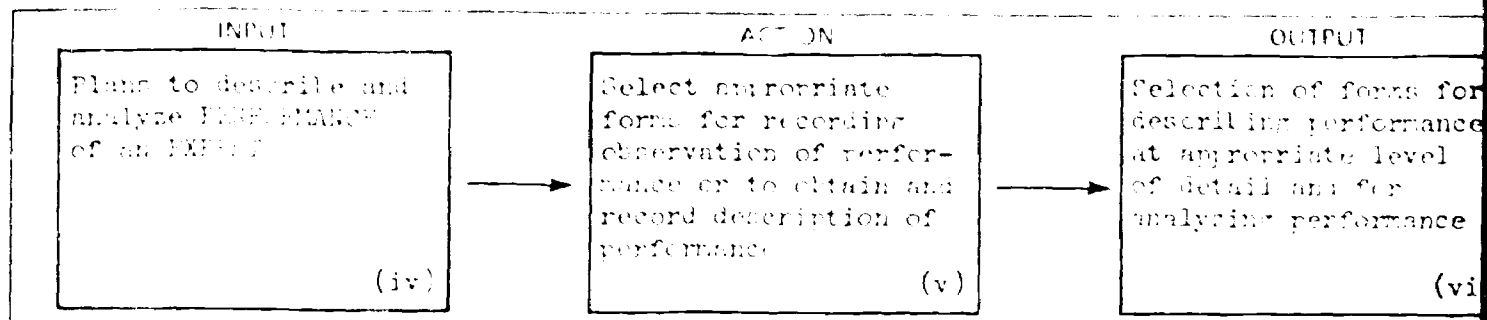 INPUT
Plans to describe and
analyze PERFORMANCE
of an EXPERT
(iv)
ACTION
Select appropriate
forms for recording
observation of perfor-
mance or to obtain and
record description of
performance
(v)
OUTPUT
Selection of forms for
describing performance
at appropriate level
of detail and for
analyzing performance
(vi